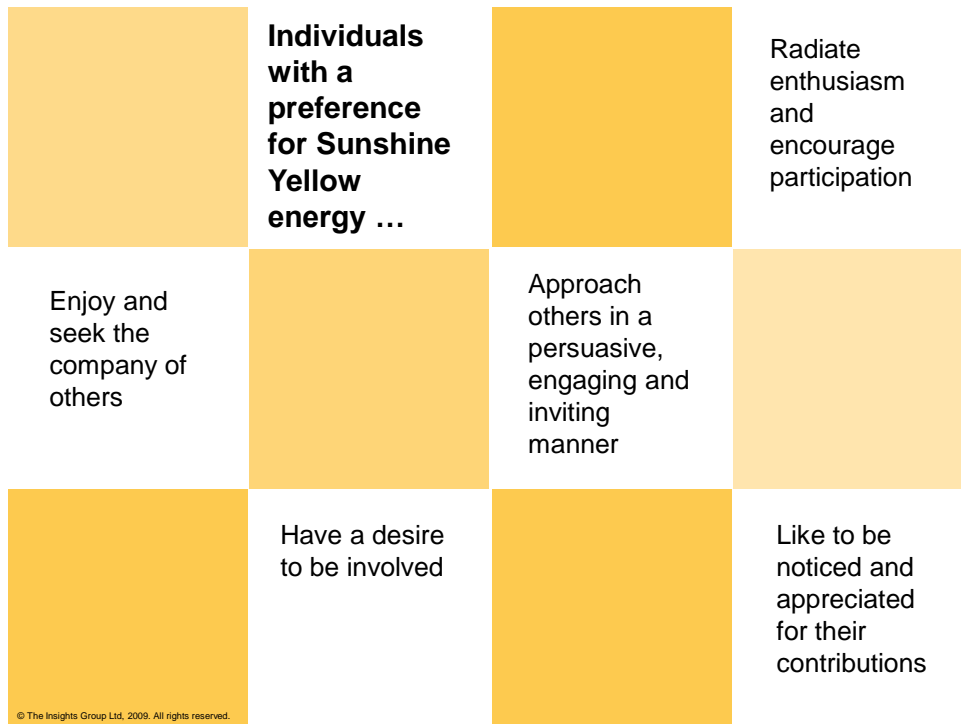 Individuals
with a
preference
for Sunshine
Yellow
energy …
Radiate
enthusiasm
and
encourage
participation
Enjoy and
seek the
company of
others
Approach
others in a
persuasive,
engaging and
inviting
manner
Have a desire
to be involved
Like to be
noticed and
appreciated
for their
contributions
© The Insights Group Ltd, 2009. All rights reserved.